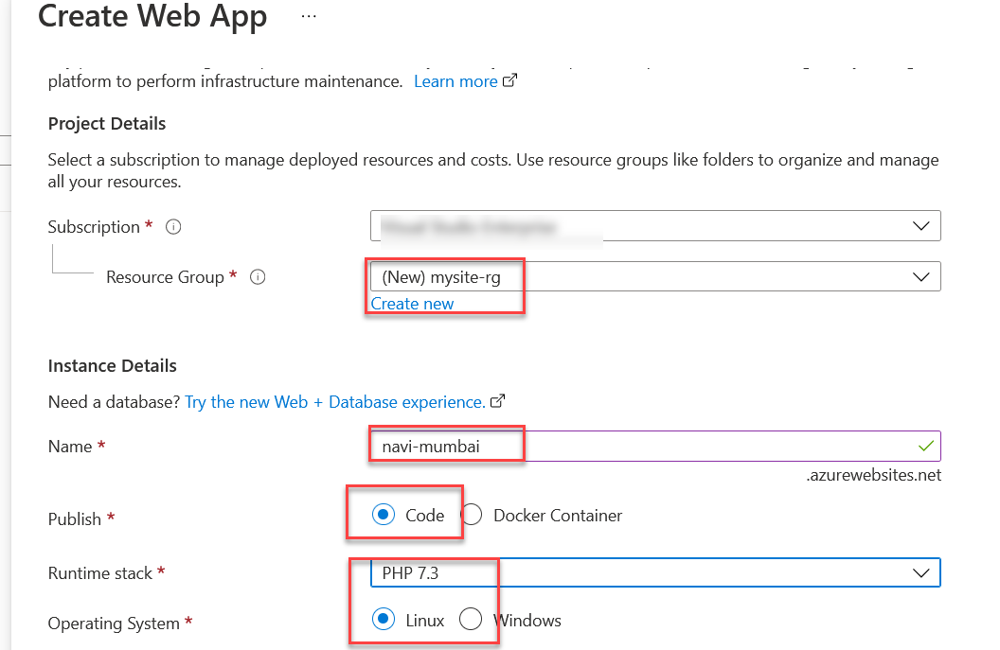 Create Web App ...
platform to perform infrastructure maintenance. Learn more
Project Details
Select a subscription to manage deployed resources and costs. Use resource groups like folders to organize and manage
all your resources.
Subscription *
Resource Group * (New) mysite-rg
Create new
Instance Details
Need a database? Try the new Web + Database experience.
Name * navi-mumbai
.azurewebsites.net
Publish * Code Docker Container
Runtime stack * PHP 7.3
Operating System * Linux Windows